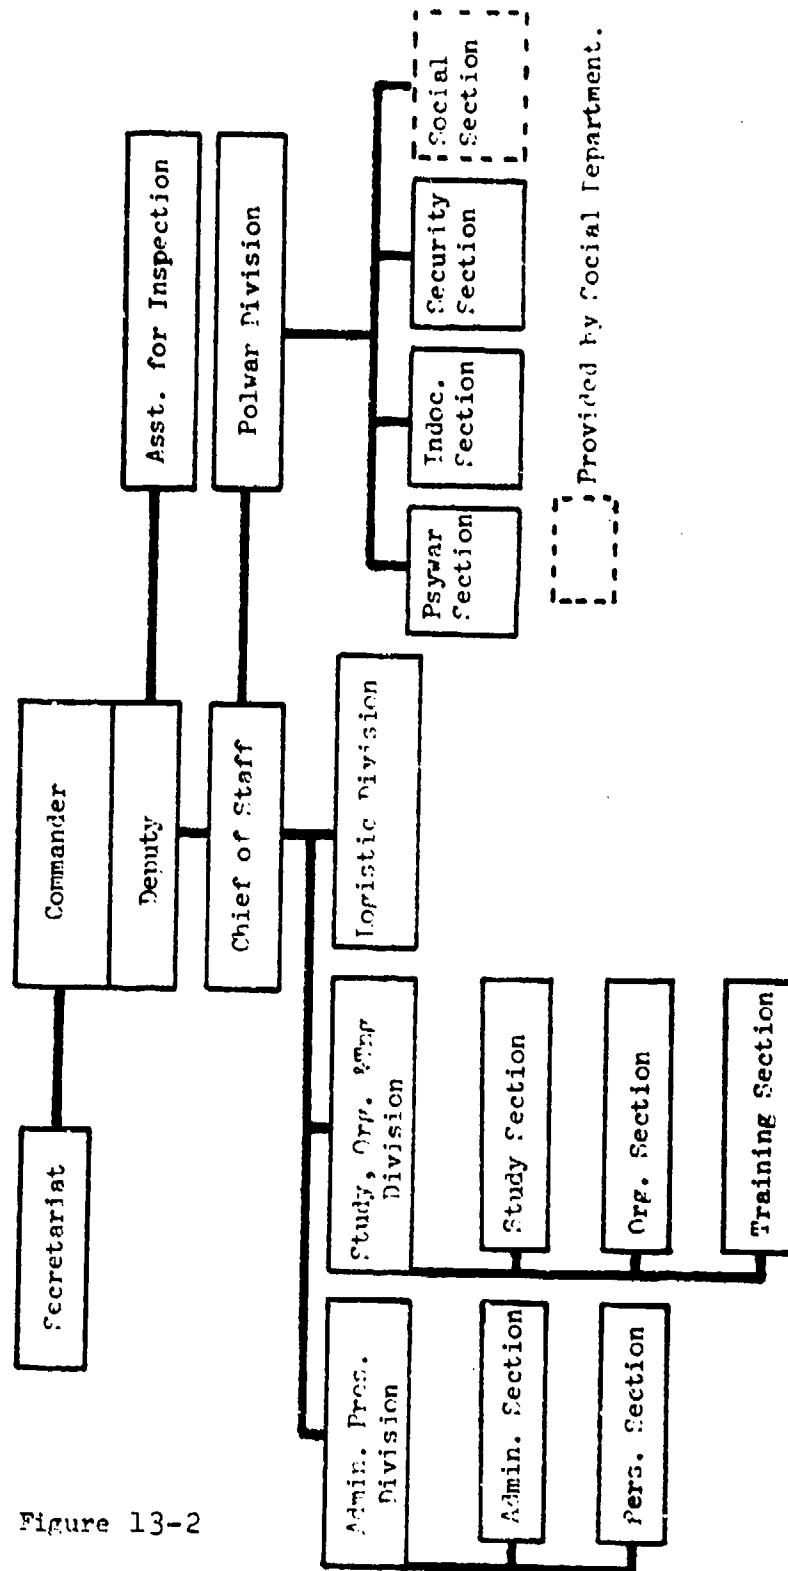 Secretariat
Commander
Deputy
Asst. for Inspection
Chief of Staff
Polwar Division
Admin. Pres.
Division
Study, Org. &Tng
Division
Logistic Division
Psywar
Section
Indoc.
Section
Security
Section
Social
Section
Admin. Section
Study Section
Pers. Section
Org. Section
Training Section
Provided by Social Department.
Figure 13-2